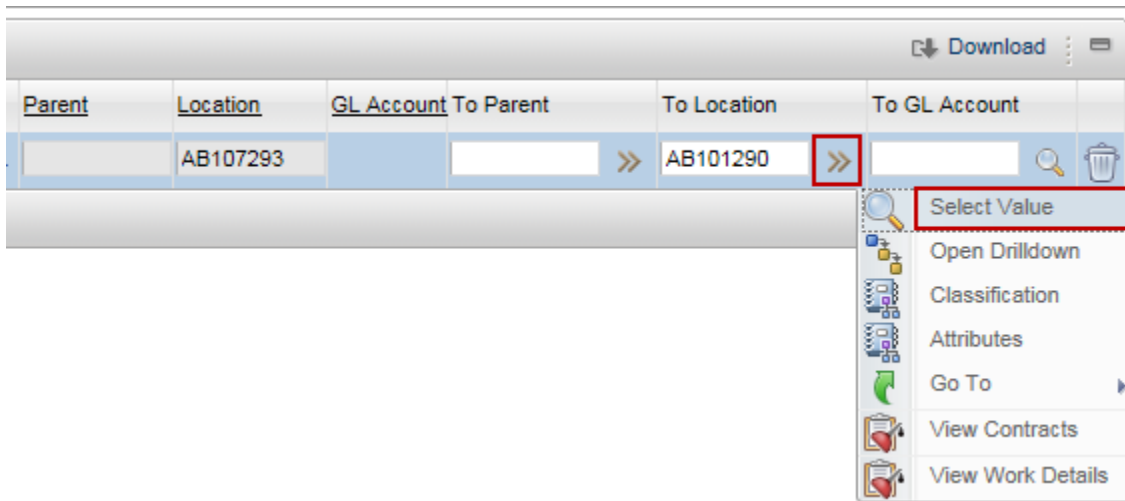 Download
Parent Location GL Account To Parent To Location To GL Account
AB107293 AB101290
Select Value
Open Drilldown
Classification
Attributes
Go To
View Contracts
View Work Details